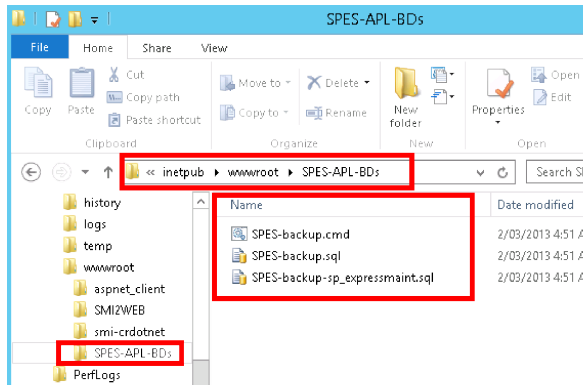 SPES-APL-BDs
File Home Share View
Copy Paste Cut
Copy path
Paste shortcut
Move to Delete
Copy to Rename
New folder
Properties
Open
Edit
Clipboard Organize New Open
« inetpub wwwroot SPES-APL-BDs Search
history
logs
temp
wwwroot
aspnet_client
SMI2WEB
smi-crdotnet
SPES-APL-BDs
PerfLogs
Name Date modified
SPES-backup.cmd 2/03/2013 4:51
SPES-backup.sql 2/03/2013 4:51
SPES-backup-sp_expressmaint.sql 2/03/2013 4:51